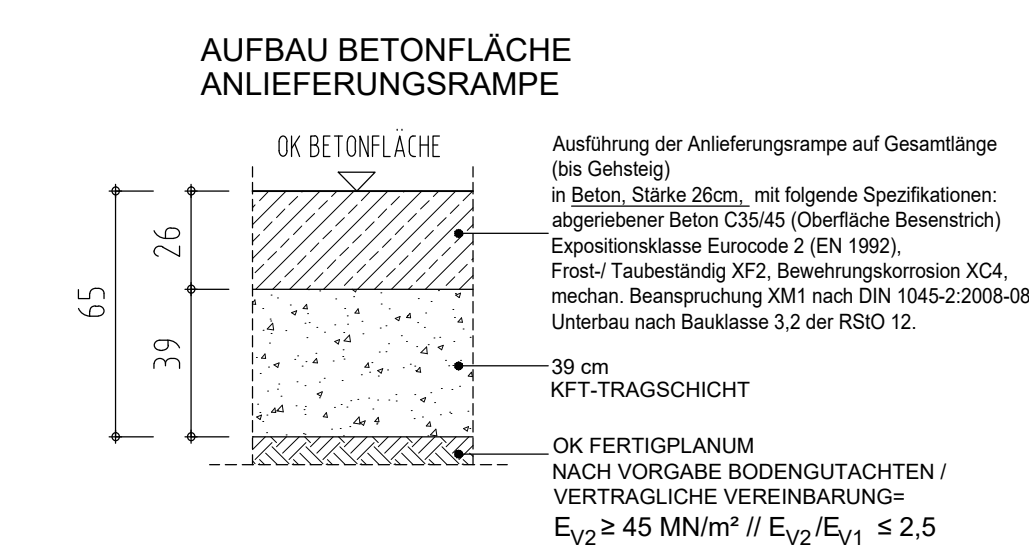 AUFBAU BETONFLÄCHE
ANLIEFERUNGSRAMPE
OK BETONFLÄCHE
Ausführung der Anlieferungsrampe auf Gesamtlänge
(bis Gehsteig)
in Beton, Stärke 26cm, mit folgende Spezifikationen:
abgeriebener Beton C35/45 (Oberfläche Besenstrich)
Expositionsklasse Eurocode 2 (EN 1992),
Frost-/ Taubeständig XF2, Bewehrungskorrosion XC4,
mechan. Beanspruchung XM1 nach DIN 1045-2:2008-08
Unterbau nach Bauklasse 3,2 der RStO 12.
26
65
39
39 cm
KFT-TRAGSCHICHT
OK FERTIGPLANUM
NACH VORGABE BODENGUTACHTEN /
VERTRAGLICHE VEREINBARUNG=
E_V2 ≥ 45 MN/m² // E_V2/E_V1 ≤ 2,5